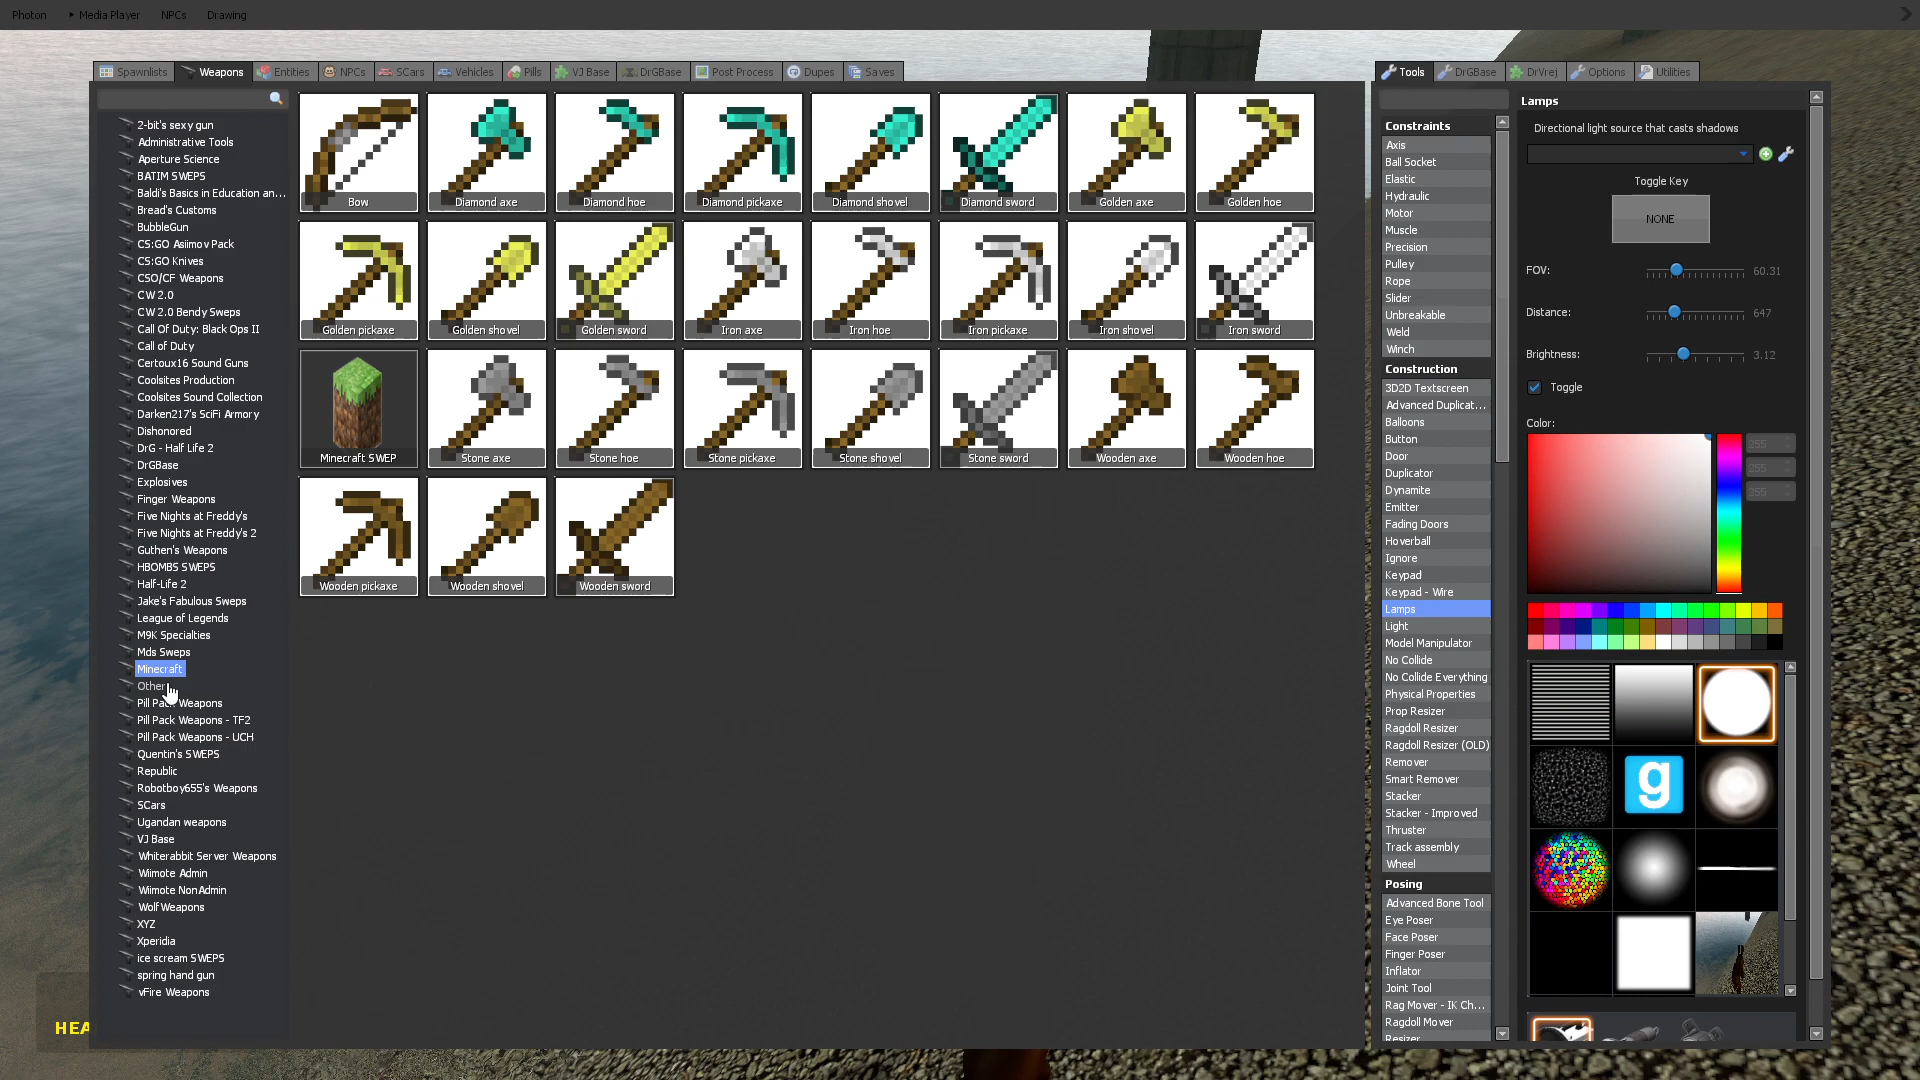 Photon
Media Player
NPCs
Drawing
Spawnlists
Weapons
Entities
NPCs
SCars
Vehicles
Pills
VJ Base
DrGBase
Post Process
Dupes
Saves
2-bit's sexy gun
Administrative Tools
Aperture Science
BATIM SWEPS
Baldi's Basics in Education an...
Bread's Customs
BubbleGun
CS:GO Asiimov Pack
CS:GO Knives
CSO/CF Weapons
CW 2.0
CW 2.0 Bendy Sweps
Call Of Duty: Black Ops II
Call of Duty
Certoux16 Sound Guns
Coolsites Production
Coolsites Sound Collection
Darken217's SciFi Armory
Dishonored
DrG - Half Life 2
DrGBase
Explosives
Finger Weapons
Five Nights at Freddy's
Five Nights at Freddy's 2
Guthen's Weapons
HBOMBS SWEPS
Half-Life 2
Jake's Fabulous Sweps
League of Legends
M9K Specialties
Mds Sweps
Minecraft
Other
Pill Pack Weapons
Pill Pack Weapons - TF2
Pill Pack Weapons - UCH
Quentin's SWEPS
Republic
Robotboy655's Weapons
SCars
Ugandan weapons
VJ Base
Whiterabbit Server Weapons
Wimote Admin
Wimote NonAdmin
Wolf Weapons
XYZ
Xperidia
ice scream SWEPS
spring hand gun
vFire Weapons
HEA
Bow
Diamond axe
Diamond hoe
Diamond pickaxe
Diamond shovel
Diamond sword
Golden axe
Golden hoe
Golden pickaxe
Golden shovel
Golden sword
Iron axe
Iron hoe
Iron pickaxe
Iron shovel
Iron sword
Minecraft SWEP
Stone axe
Stone hoe
Stone pickaxe
Stone shovel
Stone sword
Wooden axe
Wooden hoe
Wooden pickaxe
Wooden shovel
Wooden sword
Tools
DrGBase
DrVrej
Options
Utilities
Constraints
Axis
Ball Socket
Elastic
Hydraulic
Motor
Muscle
Precision
Pulley
Rope
Slider
Unbreakable
Weld
Winch
Construction
3D2D Textscreen
Advanced Duplicat...
Balloons
Button
Door
Duplicator
Dynamite
Emitter
Fading Doors
Hoverball
Ignore
Keypad
Keypad - Wire
Lamps
Light
Model Manipulator
No Collide
No Collide Everything
Physical Properties
Prop Resizer
Ragdoll Resizer
Ragdoll Resizer (OLD)
Remover
Smart Remover
Stacker
Stacker - Improved
Thruster
Track assembly
Wheel
Posing
Advanced Bone Tool
Eye Poser
Face Poser
Finger Poser
Inflator
Joint Tool
Rag Mover - IK Ch...
Ragdoll Mover
Resizer
Lamps
Directional light source that casts shadows
Toggle Key
NONE
FOV: 60.31
Distance: 647
Brightness: 3.12
Toggle
Color:
255
255
255
g